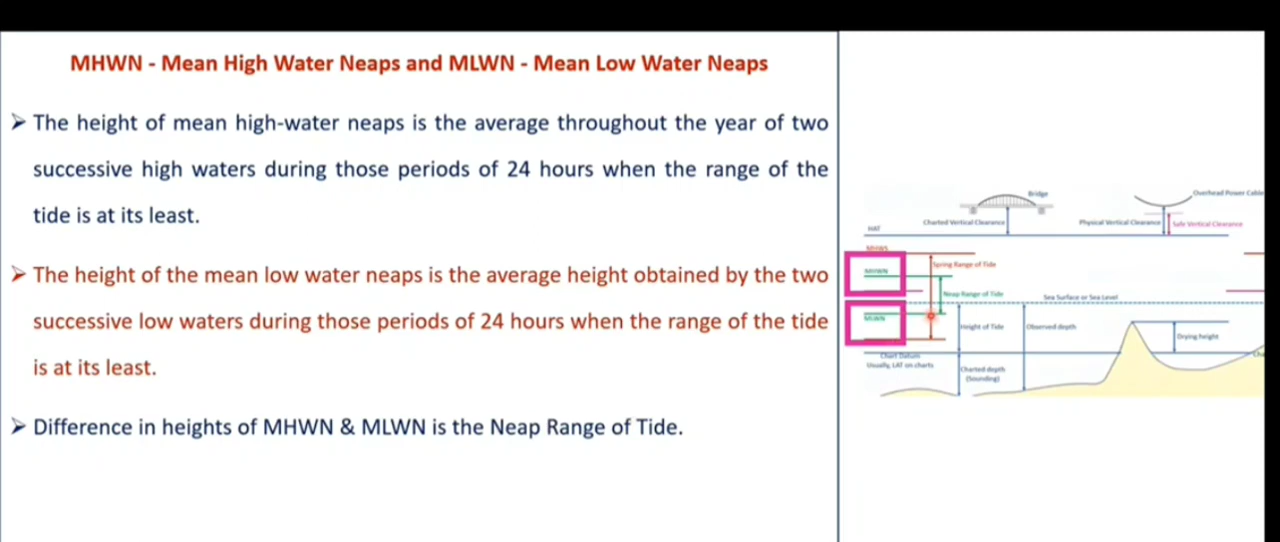 MHWN - Mean High Water Neaps and MLWN - Mean Low Water Neaps
➢ The height of mean high-water neaps is the average throughout the year of two
successive high waters during those periods of 24 hours when the range of the
tide is at its least.
➢ The height of the mean low water neaps is the average height obtained by the two
successive low waters during those periods of 24 hours when the range of the tide
is at its least.
➢ Difference in heights of MHWN & MLWN is the Neap Range of Tide.
Bridge
Overhead Power Cable
Charted Vertical Clearance
Physical Vertical Clearance
Safe Vertical Clearance
HAT
MHWS
Spring Range of Tide
MHWN
Neap Range of Tide
Sea Surface or Sea Level
MLWN
Height of Tide
Observed depth
Drying height
Chart Datum
Usually, LAT on charts
Charted depth
(Sounding)